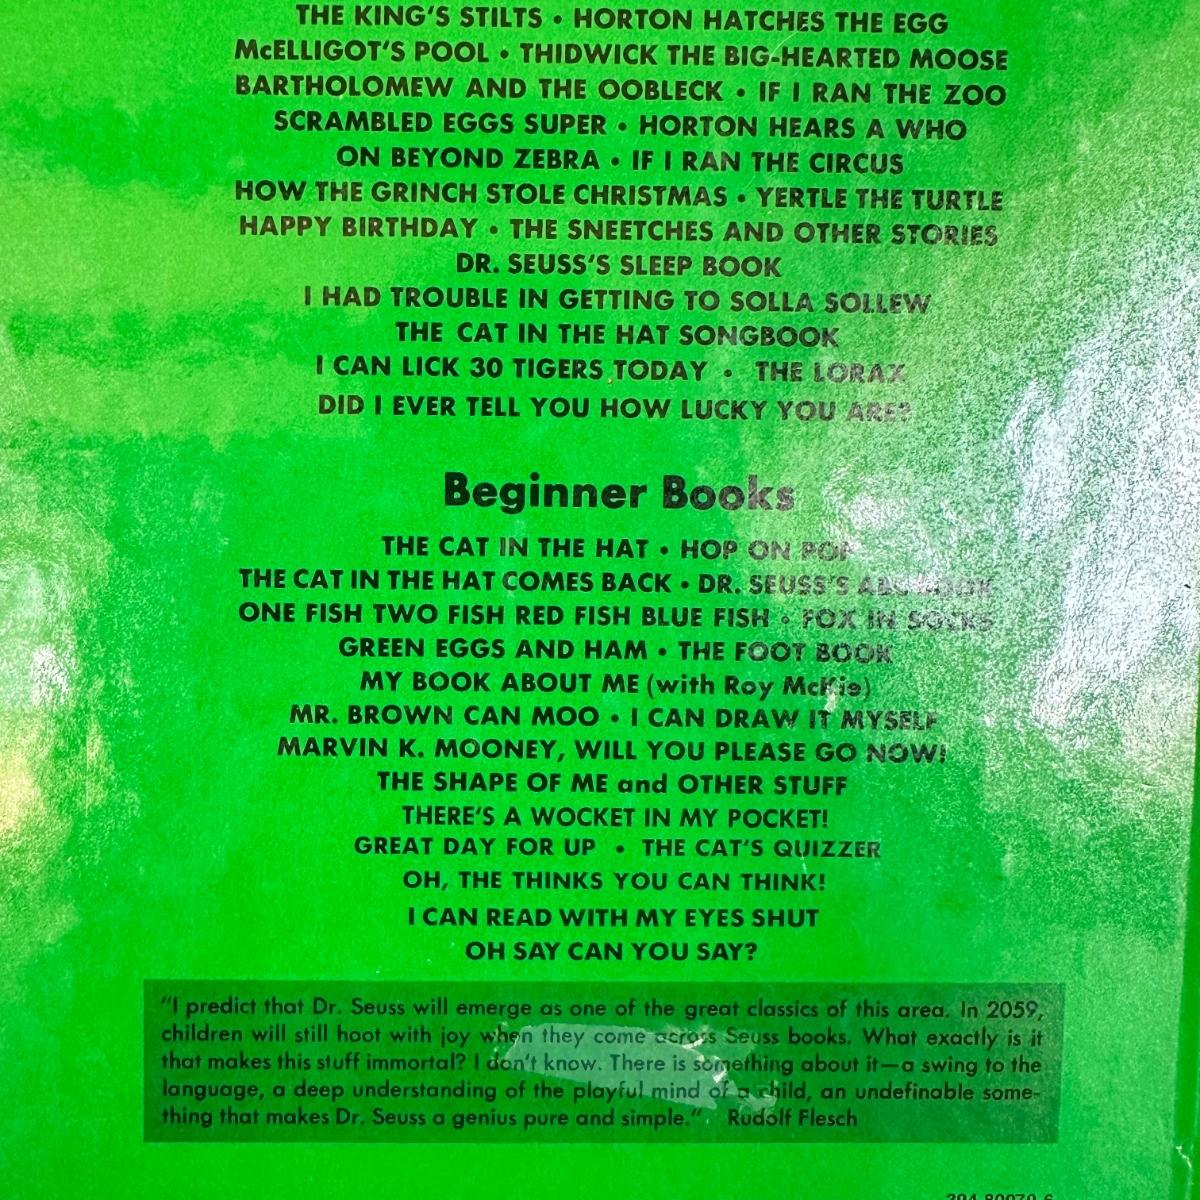 THE KING'S STILTS • HORTON HATCHES THE EGG
McELLIGOT'S POOL • THIDWICK THE BIG-HEARTED MOOSE
BARTHOLOMEW AND THE OOBLECK • IF I RAN THE ZOO
SCRAMBLED EGGS SUPER • HORTON HEARS A WHO
ON BEYOND ZEBRA • IF I RAN THE CIRCUS
HOW THE GRINCH STOLE CHRISTMAS • YERTLE THE TURTLE
HAPPY BIRTHDAY • THE SNEETCHES AND OTHER STORIES
DR. SEUSS'S SLEEP BOOK
I HAD TROUBLE IN GETTING TO SOLLA SOLLEW
THE CAT IN THE HAT SONGBOOK
I CAN LICK 30 TIGERS TODAY • THE LORAX
DID I EVER TELL YOU HOW LUCKY YOU ARE?
Beginner Books
THE CAT IN THE HAT • HOP ON POP
THE CAT IN THE HAT COMES BACK • DR. SEUSS'S ABC BOOK
ONE FISH TWO FISH RED FISH BLUE FISH • FOX IN SOCKS
GREEN EGGS AND HAM • THE FOOT BOOK
MY BOOK ABOUT ME (with Roy McKie)
MR. BROWN CAN MOO • I CAN DRAW IT MYSELF
MARVIN K. MOONEY, WILL YOU PLEASE GO NOW!
THE SHAPE OF ME and OTHER STUFF
THERE'S A WOCKET IN MY POCKET!
GREAT DAY FOR UP • THE CAT'S QUIZZER
OH, THE THINKS YOU CAN THINK!
I CAN READ WITH MY EYES SHUT
OH SAY CAN YOU SAY?
"I predict that Dr. Seuss will emerge as one of the great classics of this area. In 2059,
children will still hoot with joy when they come across Seuss books. What exactly is it
that makes this stuff immortal? I don't know. There is something about it—a swing to the
language, a deep understanding of the playful mind of a child, an undefinable some-
thing that makes Dr. Seuss a genius pure and simple." Rudolf Flesch